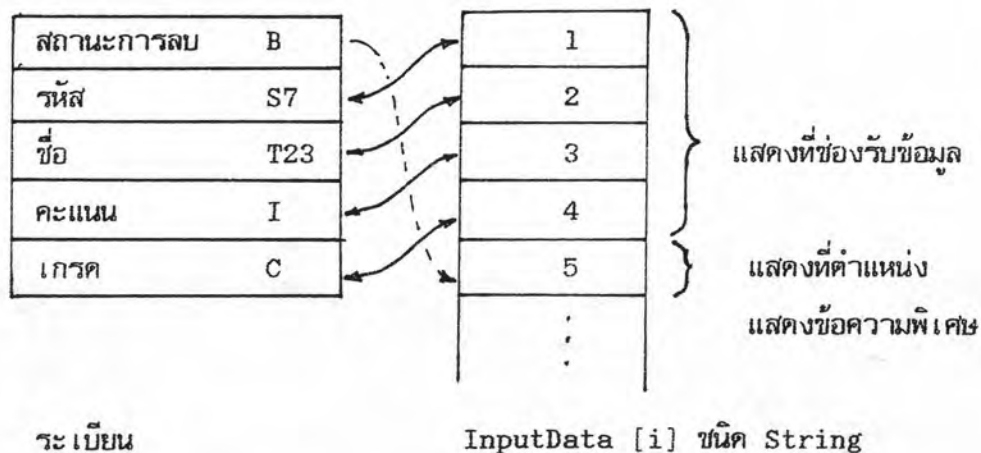 สถานะการลบ B
รหัส S7
ชื่อ T23
คะแนน I
เกรด C
1
2
3
4
5
แสดงที่ช่องรับข้อมูล
แสดงที่ตำแหน่ง
แสดงข้อความพิเศษ
ระเบียน
InputData [i] ชนิด String